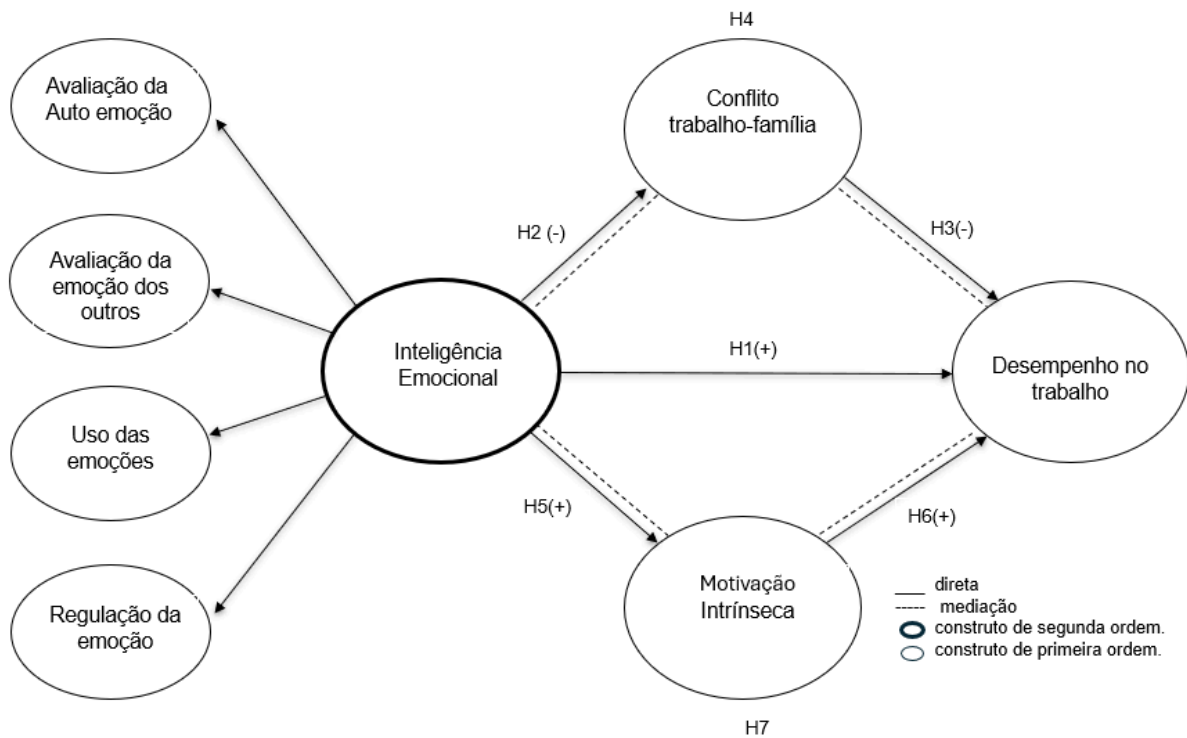 H4
Avaliação da
Auto emoção
Conflito
trabalho-família
H2 (-)
H3(-)
Avaliação da
emoção dos
outros
Inteligência
Emocional
H1(+)
Desempenho no
trabalho
Uso das
emoções
H5(+)
H6(+)
Regulação da
emoção
Motivação
Intrínseca
direta
mediação
construto de segunda ordem.
construto de primeira ordem.
H7